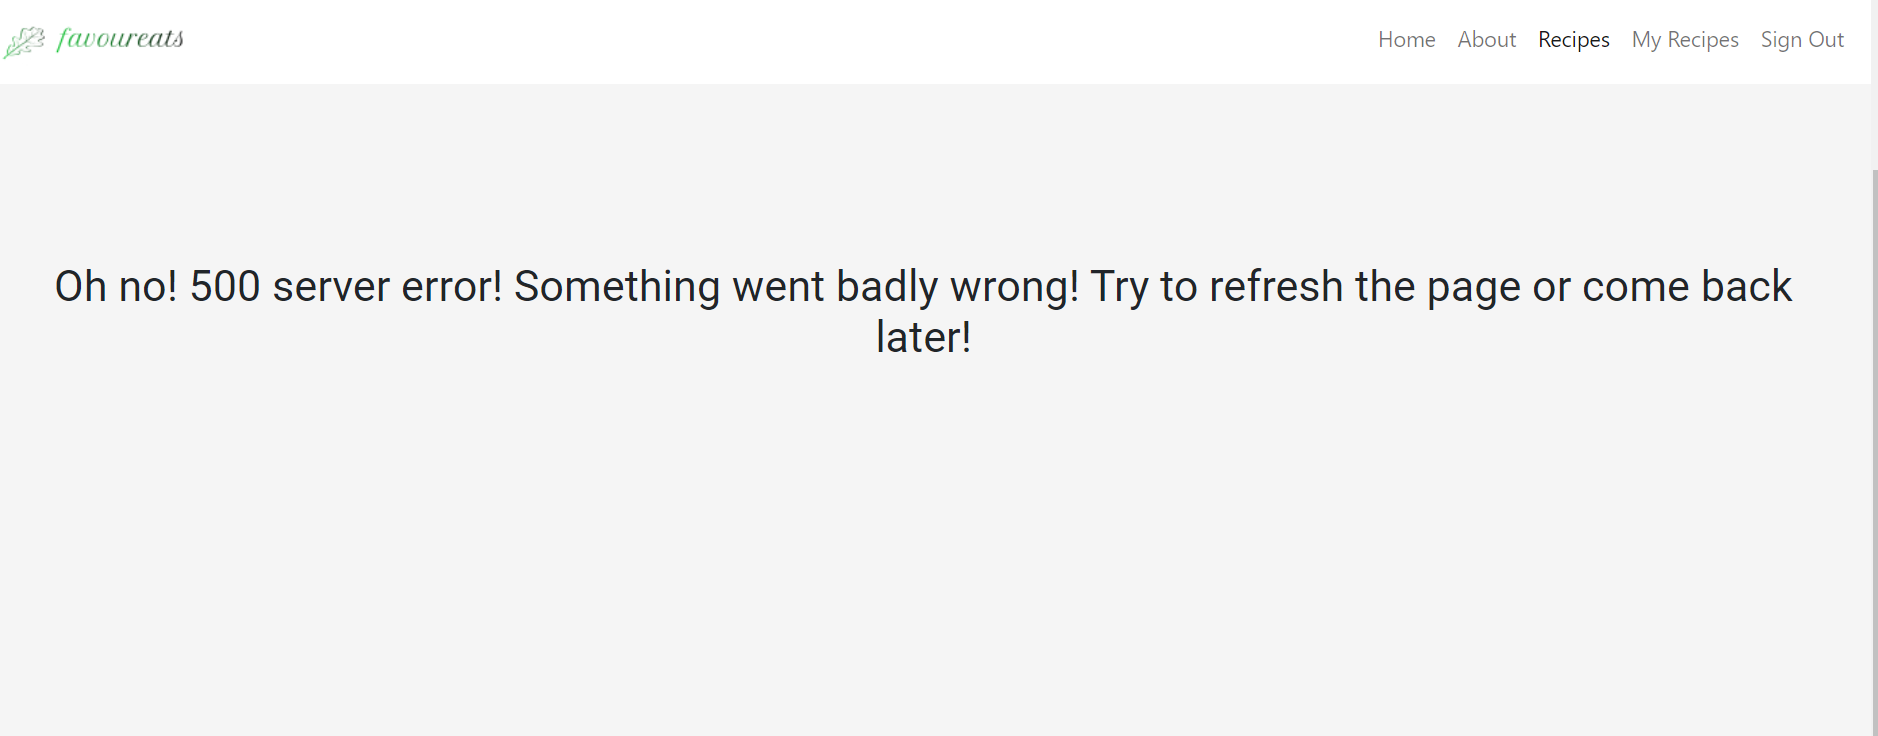 favoureats
Home About Recipes My Recipes Sign Out
Oh no! 500 server error! Something went badly wrong! Try to refresh the page or come back
later!